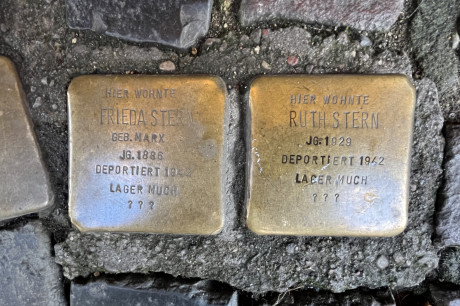 HIER WOHNTE
FRIEDA STERN
GEB. MARX
JG. 1886
DEPORTIERT
LAGER MUCH
? ? ?
HIER WOHNTE
RUTH STERN
JG. 1929
DEPORTIERT 1942
LAGER MUCH
? ? ?